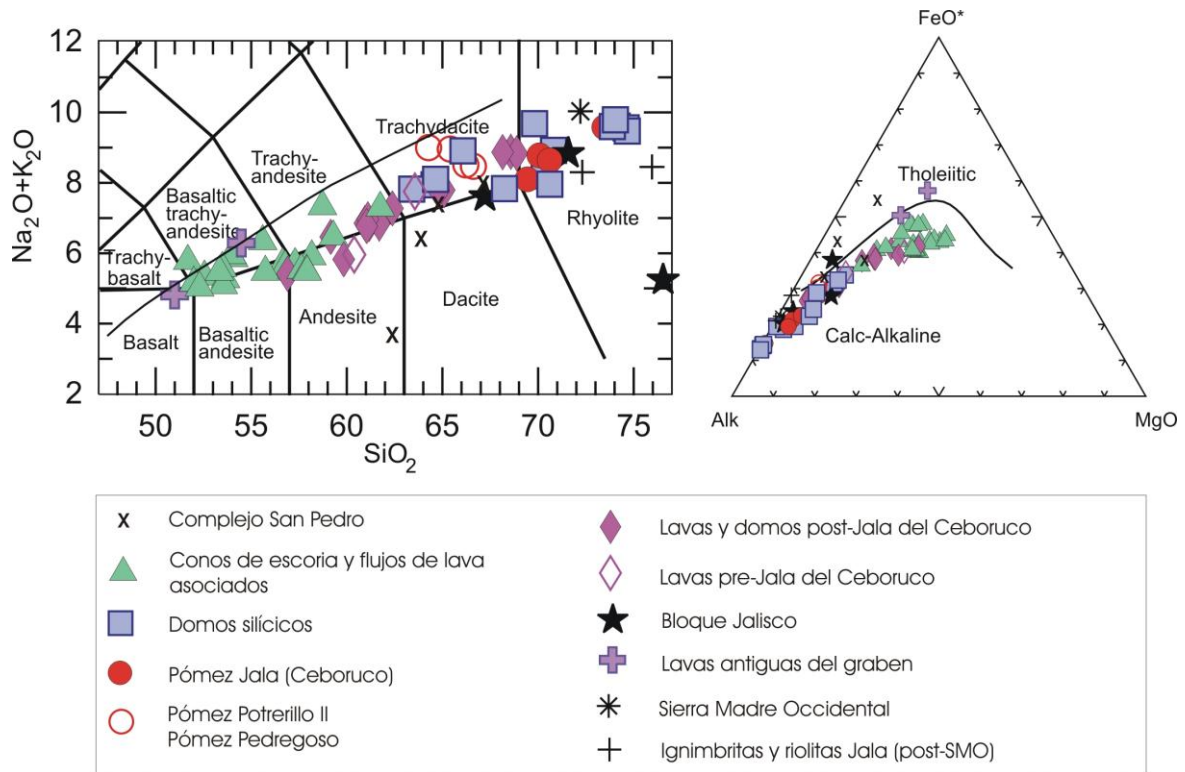 FeO*
12
10
8
6
4
2
Na2O+K2O
Trachydacite
Trachy-
andesite
Basaltic
trachy-
andesite
Trachy-
basalt
Basalt
Basaltic
andesite
Andesite
Dacite
Rhyolite
50
55
60
65
70
75
SiO2
Tholeiitic
Calc-Alkaline
Alk
MgO
Complejo San Pedro
Conos de escoria y flujos de lava
asociados
Domos silícicos
Pómez Jala (Ceboruco)
Pómez Potrerillo II
Pómez Pedregoso
Lavas y domos post-Jala del Ceboruco
Lavas pre-Jala del Ceboruco
Bloque Jalisco
Lavas antiguas del graben
Sierra Madre Occidental
Ignimbritas y riolitas Jala (post-SMO)